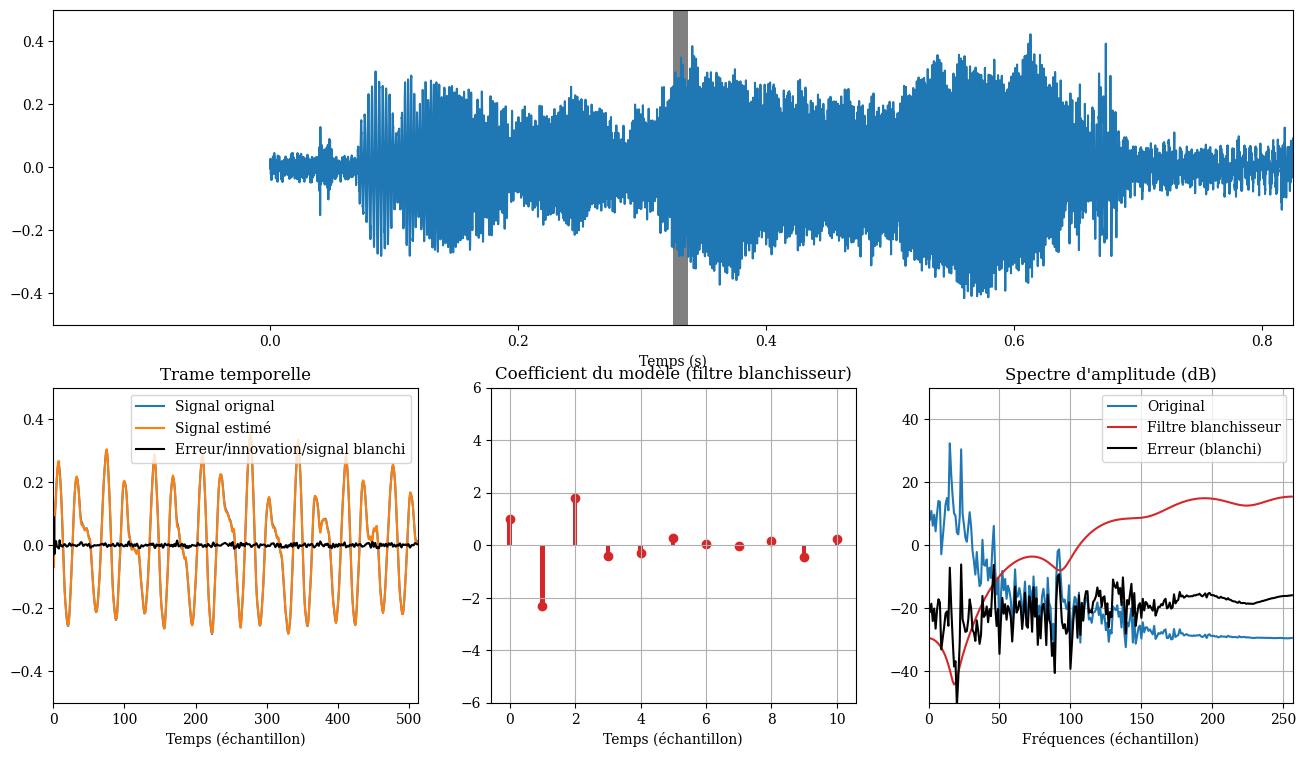 0.4
0.2
0.0
−0.2
−0.4
0.0 0.2 0.4 0.6 0.8
Temps (s)
Trame temporelle
Signal orignal
Signal estimé
Erreur/innovation/signal blanchi
0.4
0.2
0.0
−0.2
−0.4
0 100 200 300 400 500
Temps (échantillon)
Coefficient du modèle (filtre blanchisseur)
6
4
2
0
−2
−4
−6
0 2 4 6 8 10
Temps (échantillon)
Spectre d'amplitude (dB)
Original
Filtre blanchisseur
Erreur (blanchi)
40
20
0
−20
−40
0 50 100 150 200 250
Fréquences (échantillon)